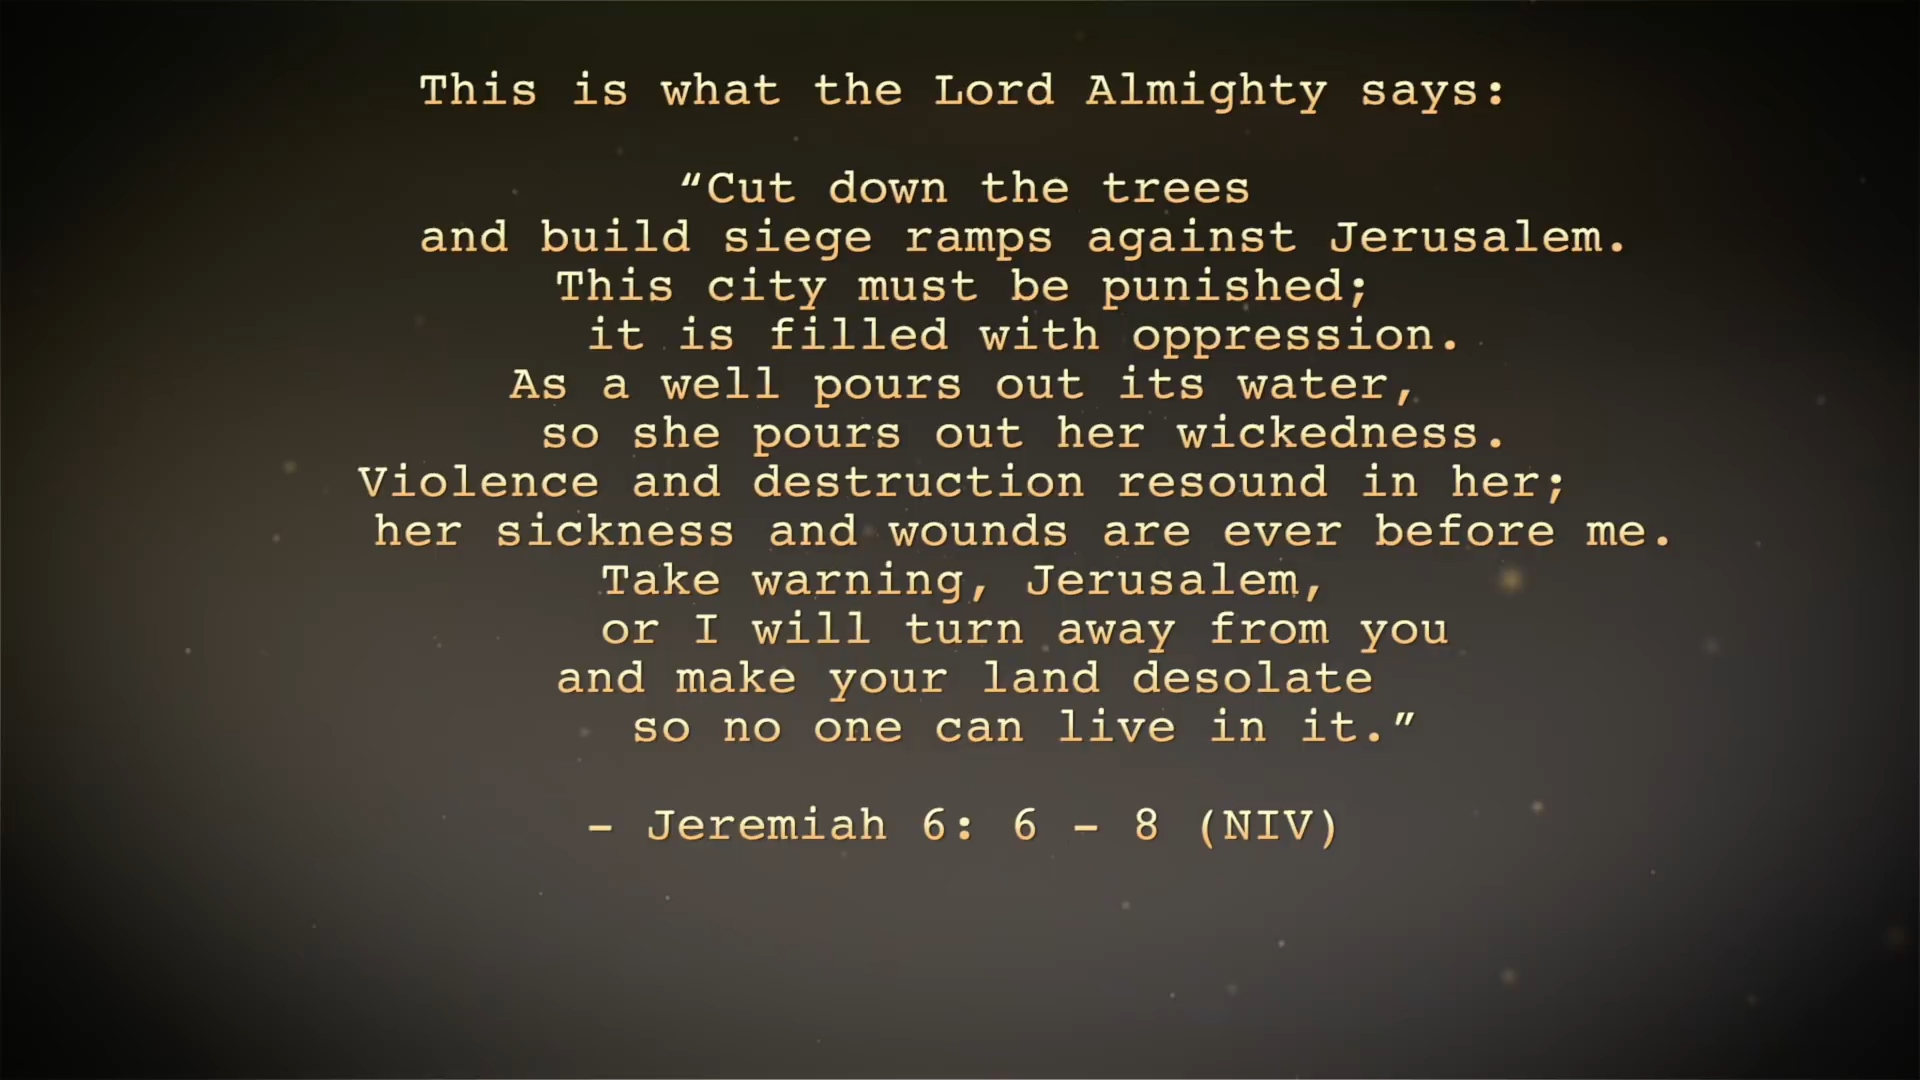 This is what the Lord Almighty says:
“Cut down the trees
and build siege ramps against Jerusalem.
This city must be punished;
it is filled with oppression.
As a well pours out its water,
so she pours out her wickedness.
Violence and destruction resound in her;
her sickness and wounds are ever before me.
Take warning, Jerusalem,
or I will turn away from you
and make your land desolate
so no one can live in it.”
- Jeremiah 6: 6 - 8 (NIV)